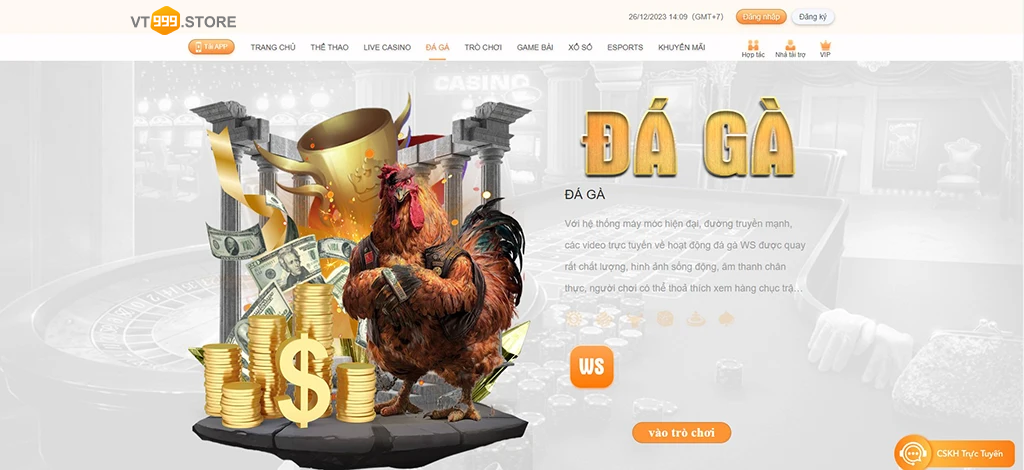 VT999.STORE
26/12/2023 14:09 (GMT+7)
Đăng nhập
Đăng ký
Tải APP
TRANG CHỦ
THỂ THAO
LIVE CASINO
ĐÁ GÀ
TRÒ CHƠI
GAME BÀI
XỔ SỐ
ESPORTS
KHUYẾN MÃI
Hợp tác
Nhà tài trợ
VIP
CASINO
ĐÁ GÀ
ĐÁ GÀ
Với hệ thống máy móc hiện đại, đường truyền mạnh,
các video trực tuyến về hoạt động đá gà WS được quay
rất chất lượng, hình ảnh sống động, âm thanh chân
thực, người chơi có thể thoả thích xem hàng chục trậ...
WS
vào trò chơi
CSKH Trực Tuyến